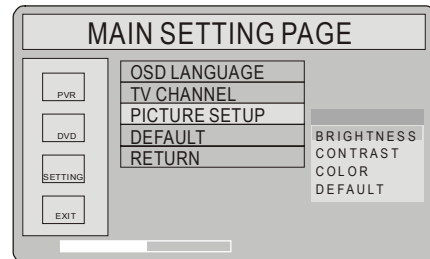 MAIN SETTING PAGE
PVR
DVD
SETTING
EXIT
OSD LANGUAGE
TV CHANNEL
PICTURE SETUP
DEFAULT
RETURN
BRIGHTNESS
CONTRAST
COLOR
DEFAULT